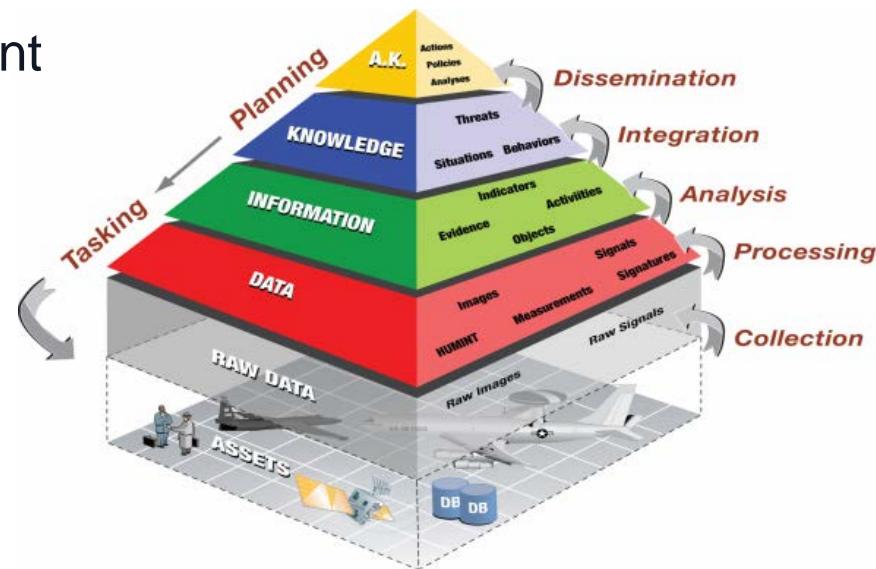 nt
A.K.
Actions
Policies
Analyses
Planning
Dissemination
KNOWLEDGE
Threats
Situations Behaviors
Integration
Tasking
INFORMATION
Indicators
Activiities
Evidence
Objects
Analysis
DATA
Signals
Images
Measurements
Signatures
HUMINT
Processing
RAW DATA
Raw Signals
Raw Images
Collection
ASSETS
DB
DB